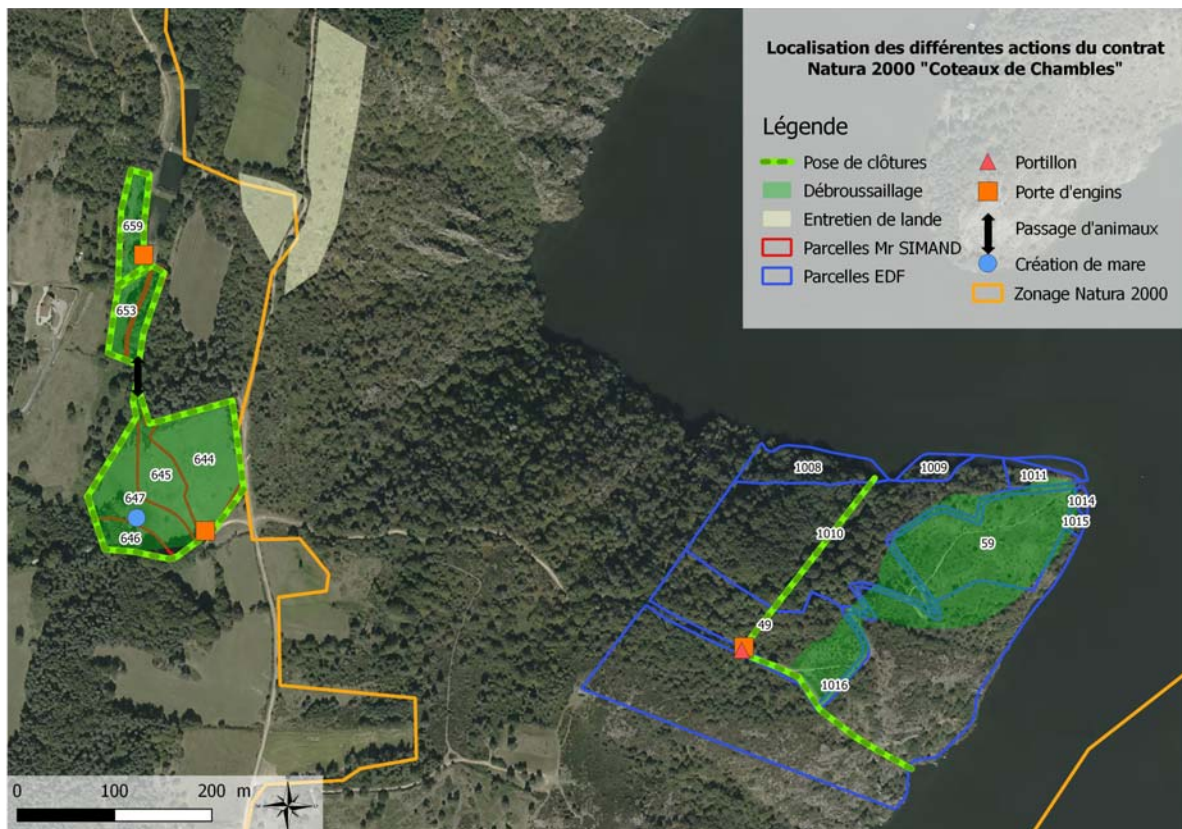 Localisation des différentes actions du contrat
Natura 2000 "Coteaux de Chambles"
Légende
Pose de clôtures
Débroussaillage
Entretien de lande
Parcelles Mr SIMAND
Parcelles EDF
Portillon
Porte d'engins
Passage d'animaux
Création de mare
Zonage Natura 2000
659
653
644
645
647
646
1008
1009
1011
1014
1015
1010
59
49
1016
0 100 200 m